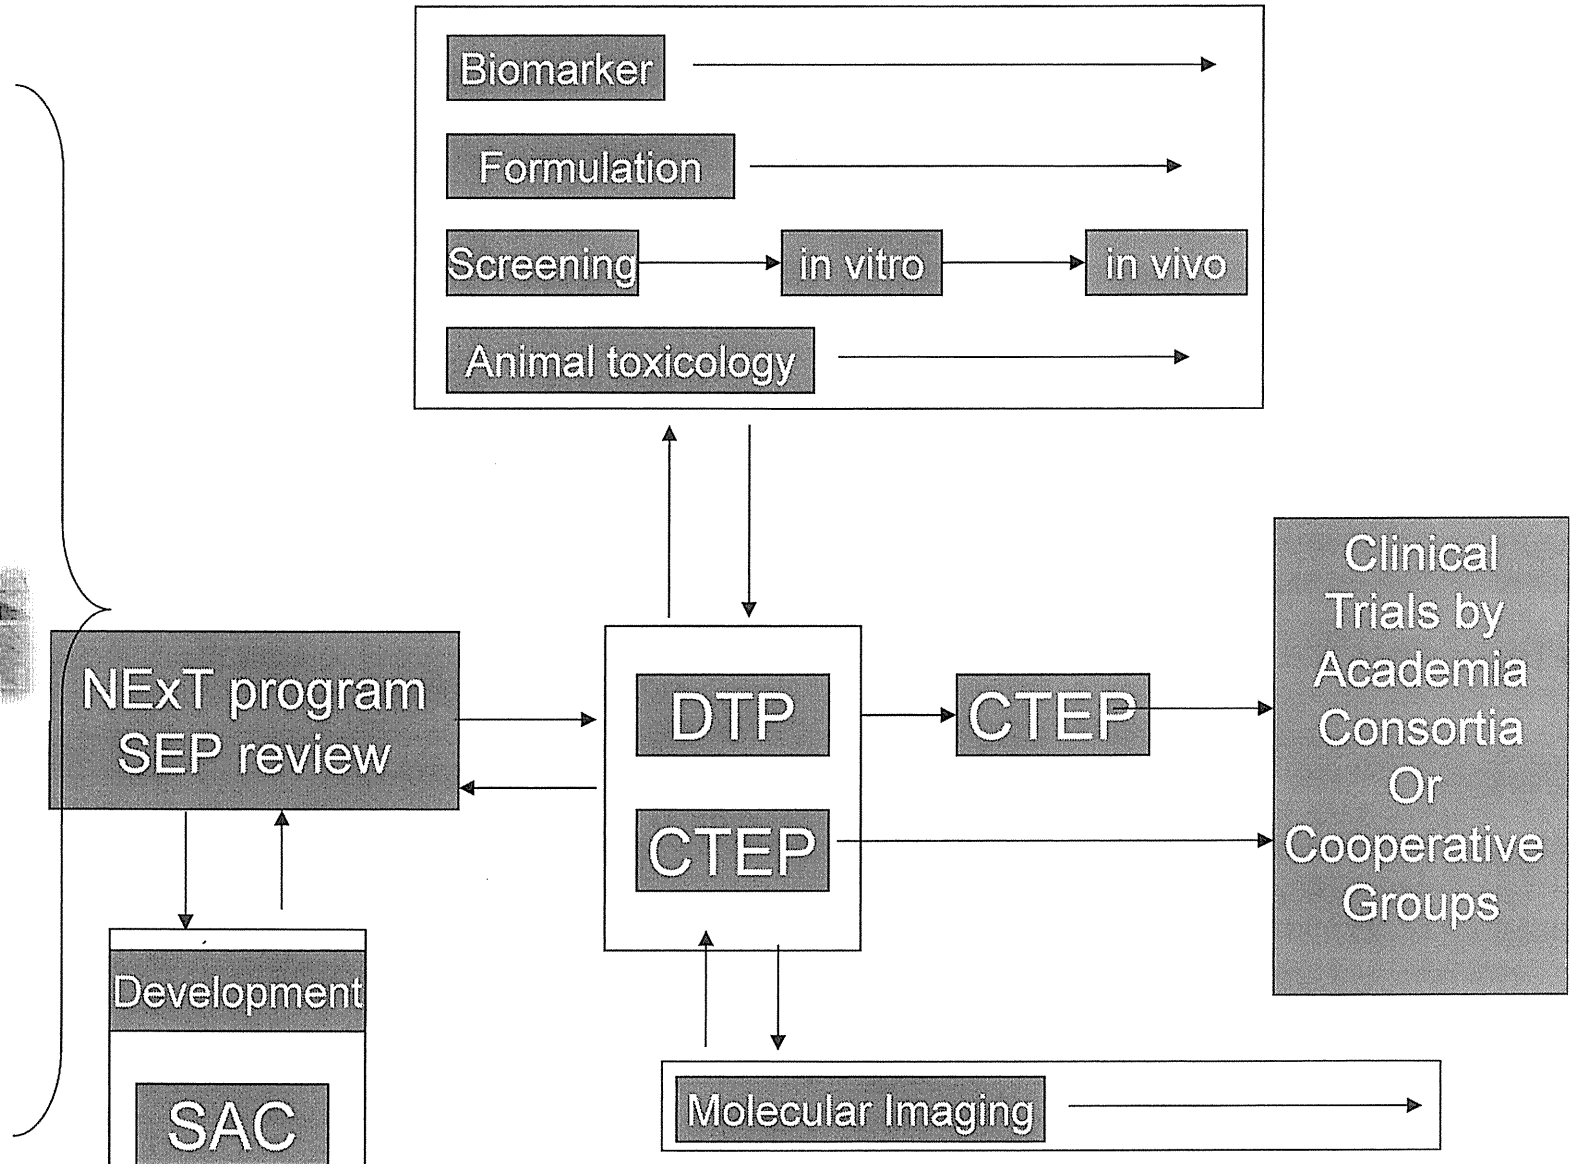 Biomarker
Formulation
Screening
in vitro
in vivo
Animal toxicology
NExT program
SEP review
DTP
CTEP
CTEP
Clinical
Trials by
Academia
Consortia
Or
Cooperative
Groups
Development
SAC
Molecular Imaging